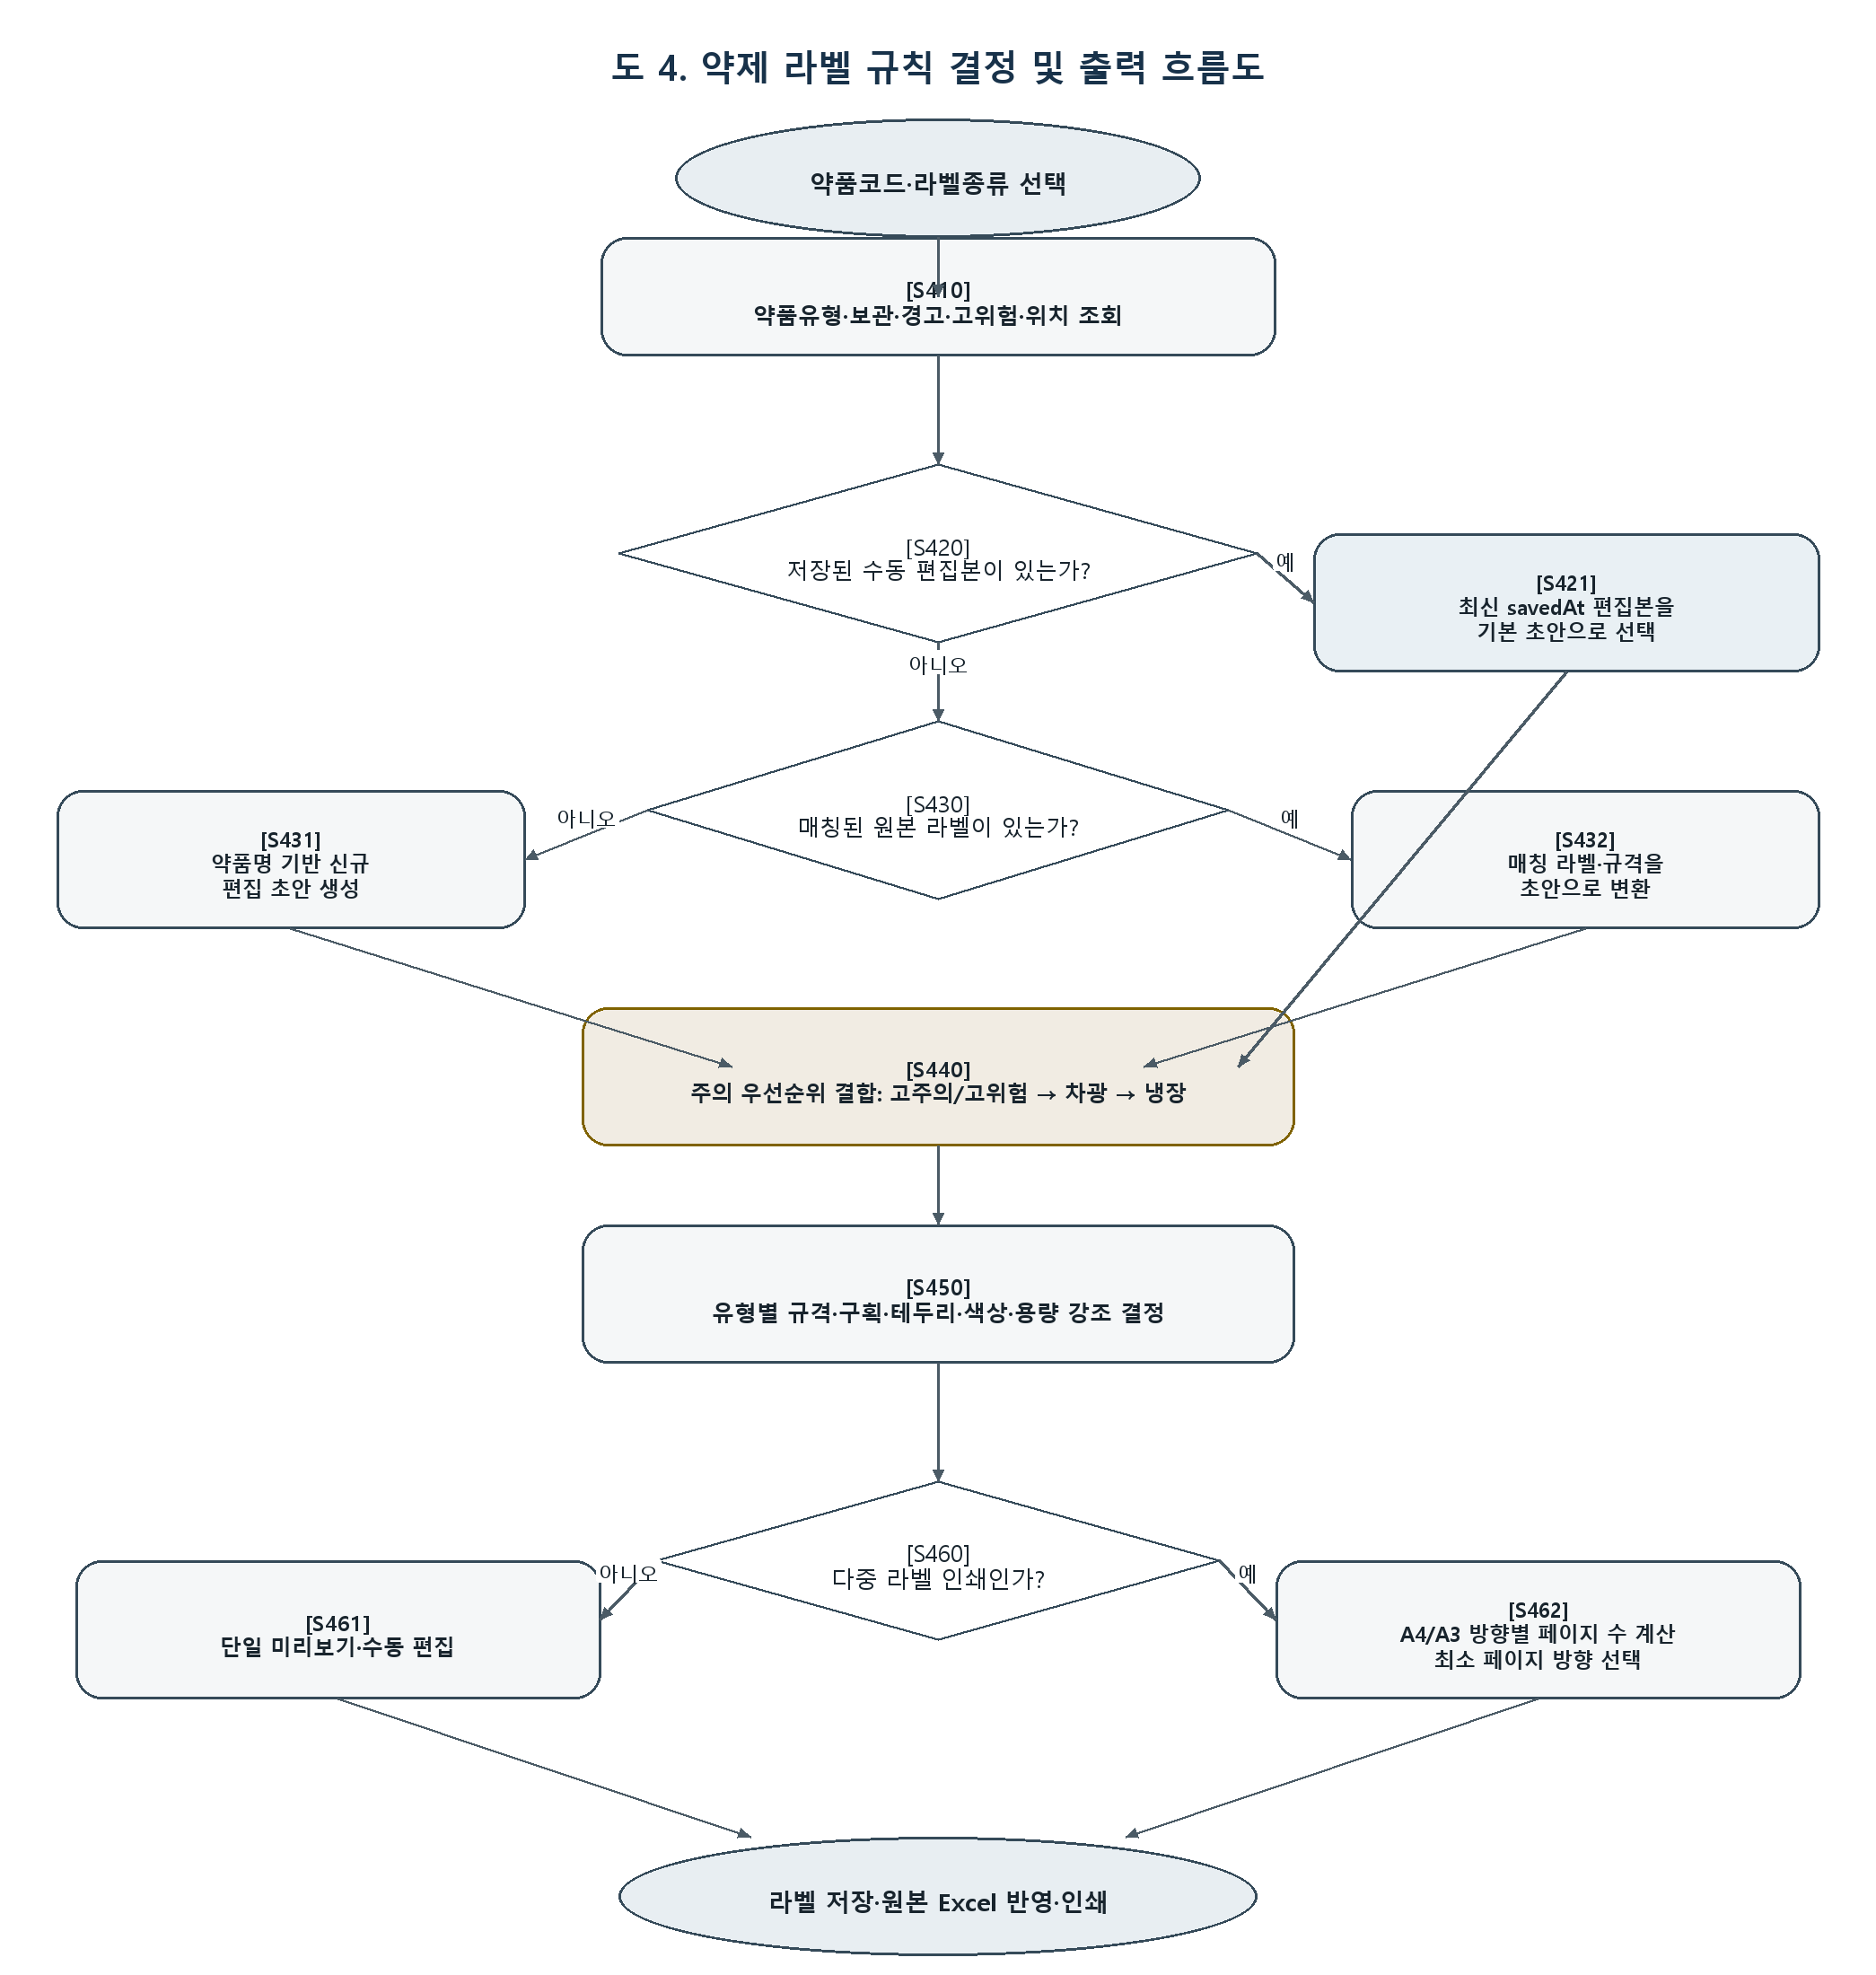 도 4. 약제 라벨 규칙 결정 및 출력 흐름도
약품코드·라벨종류 선택
[S410]
약품유형·보관·경고·고위험·위치 조회
[S420]
저장된 수동 편집본이 있는가?
예
[S421]
최신 savedAt 편집본을
기본 초안으로 선택
아니오
[S430]
매칭된 원본 라벨이 있는가?
아니오
예
[S431]
약품명 기반 신규
편집 초안 생성
[S432]
매칭 라벨·규격을
초안으로 변환
[S440]
주의 우선순위 결합: 고주의/고위험 → 차광 → 냉장
[S450]
유형별 규격·구획·테두리·색상·용량 강조 결정
[S460]
다중 라벨 인쇄인가?
아니오
예
[S461]
단일 미리보기·수동 편집
[S462]
A4/A3 방향별 페이지 수 계산
최소 페이지 방향 선택
라벨 저장·원본 Excel 반영·인쇄